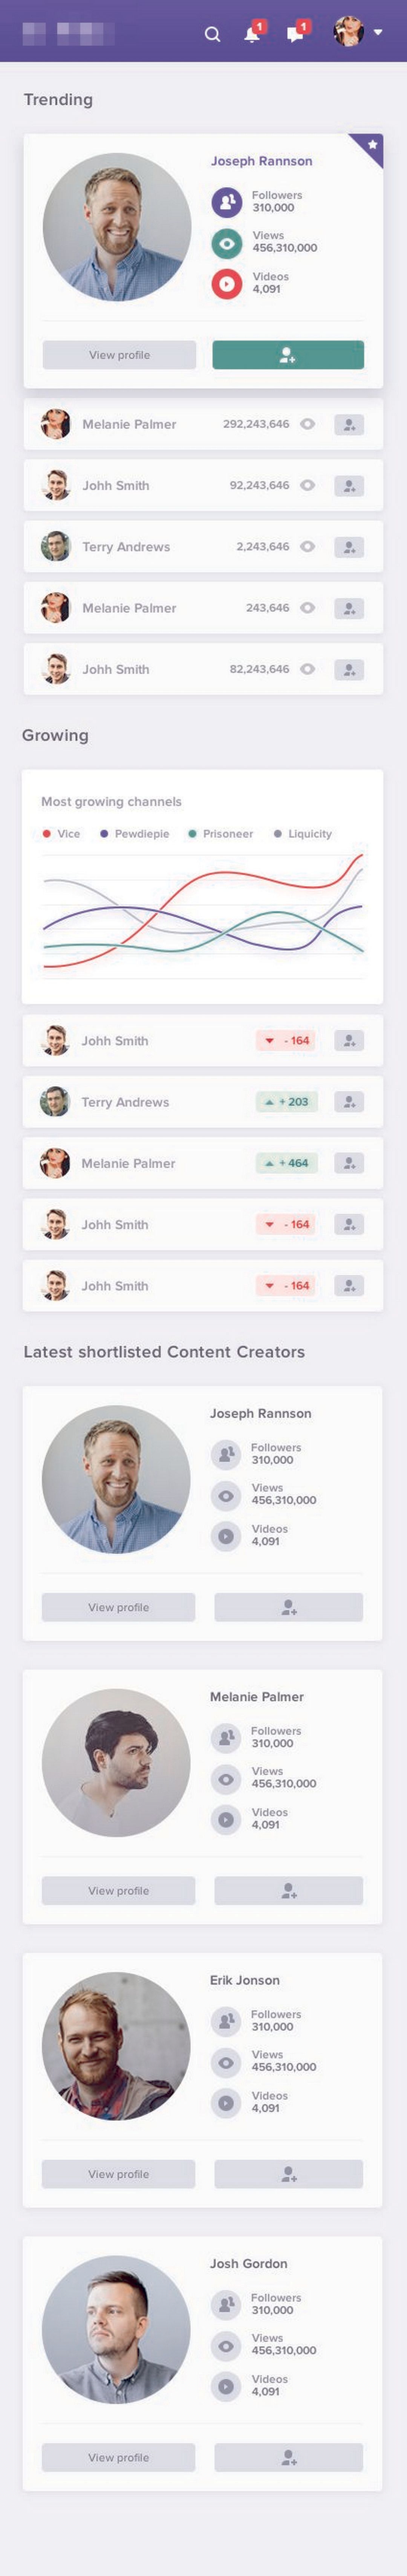 1 1
Trending
Joseph Rannson
Followers
310,000
Views
456,310,000
Videos
4,091
View profile
Melanie Palmer 292,243,646
Johh Smith 92,243,646
Terry Andrews 2,243,646
Melanie Palmer 243,646
Johh Smith 82,243,646
Growing
Most growing channels
Vice Pewdiepie Prisoneer Liquicity
Johh Smith - 164
Terry Andrews + 203
Melanie Palmer + 464
Johh Smith - 164
Johh Smith - 164
Latest shortlisted Content Creators
Joseph Rannson
Followers
310,000
Views
456,310,000
Videos
4,091
View profile
Melanie Palmer
Followers
310,000
Views
456,310,000
Videos
4,091
View profile
Erik Jonson
Followers
310,000
Views
456,310,000
Videos
4,091
View profile
Josh Gordon
Followers
310,000
Views
456,310,000
Videos
4,091
View profile